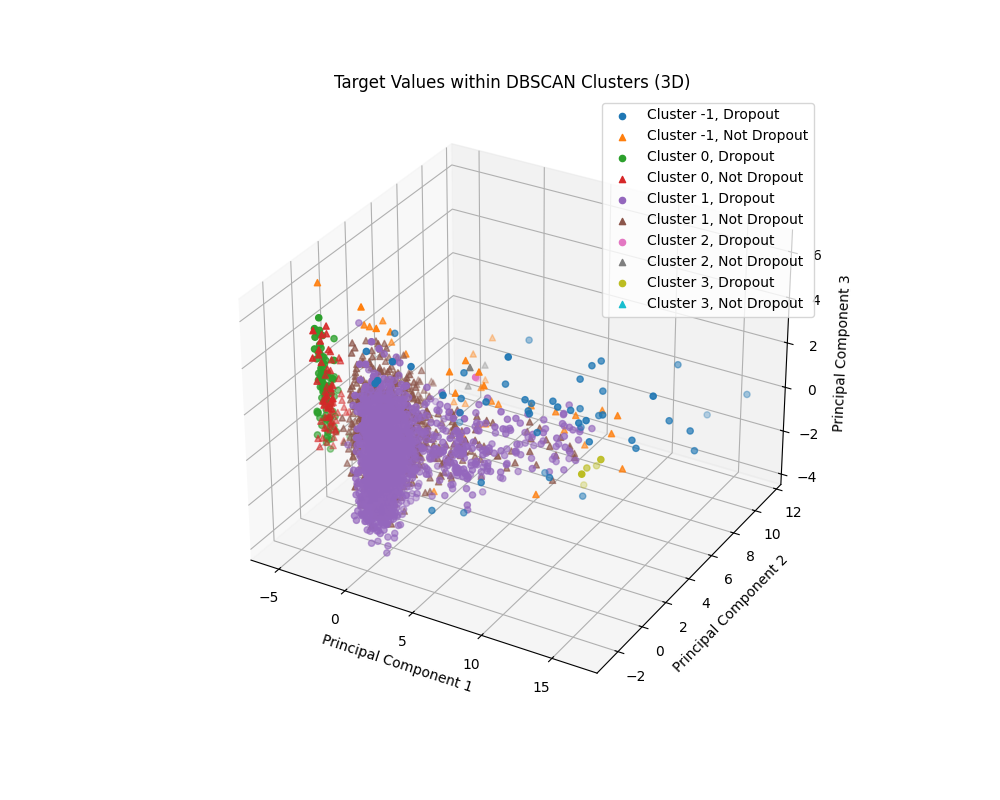 Target Values within DBSCAN Clusters (3D)
Cluster -1, Dropout
Cluster -1, Not Dropout
Cluster 0, Dropout
Cluster 0, Not Dropout
Cluster 1, Dropout
Cluster 1, Not Dropout
Cluster 2, Dropout
Cluster 2, Not Dropout
Cluster 3, Dropout
Cluster 3, Not Dropout
6
4
2
0
−2
−4
Principal Component 3
12
10
8
6
4
2
0
−2
Principal Component 2
−5
0
5
10
15
Principal Component 1